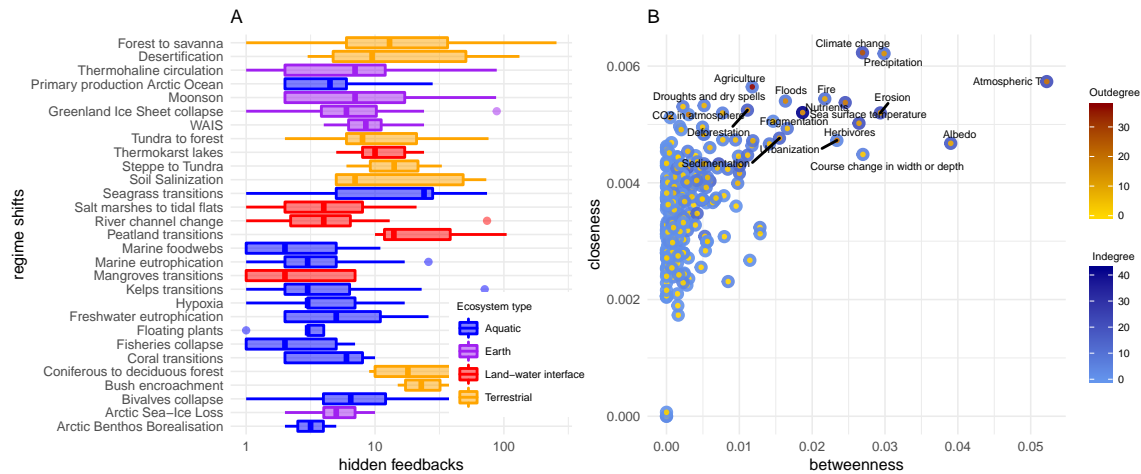 A
B
regime shifts
Forest to savanna
Desertification
Thermohaline circulation
Primary production Arctic Ocean
Moonson
Greenland Ice Sheet collapse
WAIS
Tundra to forest
Thermokarst lakes
Steppe to Tundra
Soil Salinization
Seagrass transitions
Salt marshes to tidal flats
River channel change
Peatland transitions
Marine foodwebs
Marine eutrophication
Mangroves transitions
Kelps transitions
Hypoxia
Freshwater eutrophication
Floating plants
Fisheries collapse
Coral transitions
Coniferous to deciduous forest
Bush encroachment
Bivalves collapse
Arctic Sea−Ice Loss
Arctic Benthos Borealisation
1
10
100
hidden feedbacks
Ecosystem type
Aquatic
Earth
Land−water interface
Terrestrial
closeness
0.006
0.004
0.002
0.000
0.00
0.01
0.02
0.03
0.04
0.05
betweenness
Climate change
Precipitation
Agriculture
Atmospheric T
Droughts and dry spells
Floods
Fire
Erosion
CO2 in atmosphere
Nutrients
Sea surface temperature
Deforestation
Fragmentation
Urbanization
Herbivores
Albedo
Sedimentation
Course change in width or depth
Outdegree
30
20
10
0
Indegree
40
30
20
10
0